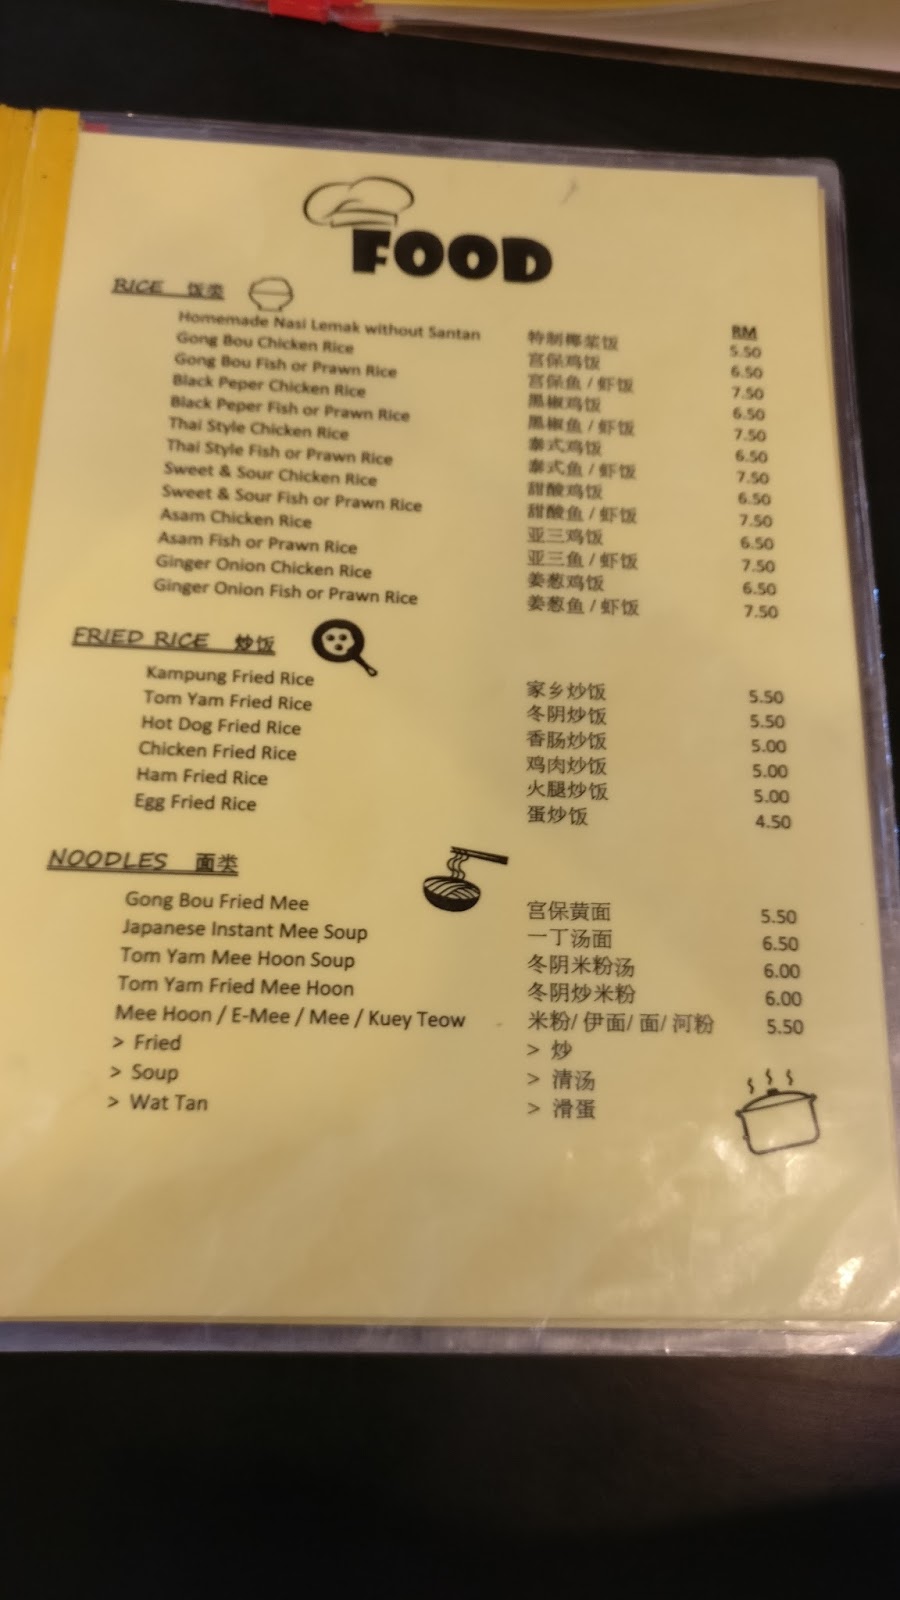 FOOD
RICE 饭类
RM
Homemade Nasi Lemak without Santan 特制椰浆饭 5.50
Gong Bou Chicken Rice 宫保鸡饭 6.50
Gong Bou Fish or Prawn Rice 宫保鱼 / 虾饭 7.50
Black Peper Chicken Rice 黑椒鸡饭 6.50
Black Peper Fish or Prawn Rice 黑椒鱼 / 虾饭 7.50
Thai Style Chicken Rice 泰式鸡饭 6.50
Thai Style Fish or Prawn Rice 泰式鱼 / 虾饭 7.50
Sweet & Sour Chicken Rice 甜酸鸡饭 6.50
Sweet & Sour Fish or Prawn Rice 甜酸鱼 / 虾饭 7.50
Asam Chicken Rice 亚三鸡饭 6.50
Asam Fish or Prawn Rice 亚三鱼 / 虾饭 7.50
Ginger Onion Chicken Rice 姜葱鸡饭 6.50
Ginger Onion Fish or Prawn Rice 姜葱鱼 / 虾饭 7.50
FRIED RICE 炒饭
Kampung Fried Rice 家乡炒饭 5.50
Tom Yam Fried Rice 冬阴炒饭 5.50
Hot Dog Fried Rice 香肠炒饭 5.00
Chicken Fried Rice 鸡肉炒饭 5.00
Ham Fried Rice 火腿炒饭 5.00
Egg Fried Rice 蛋炒饭 4.50
NOODLES 面类
Gong Bou Fried Mee 宫保黄面 5.50
Japanese Instant Mee Soup 一丁汤面 6.50
Tom Yam Mee Hoon Soup 冬阴米粉汤 6.00
Tom Yam Fried Mee Hoon 冬阴炒米粉 6.00
Mee Hoon / E-Mee / Mee / Kuey Teow 米粉/ 伊面/ 面/ 河粉 5.50
> Fried > 炒
> Soup > 清汤
> Wat Tan > 滑蛋